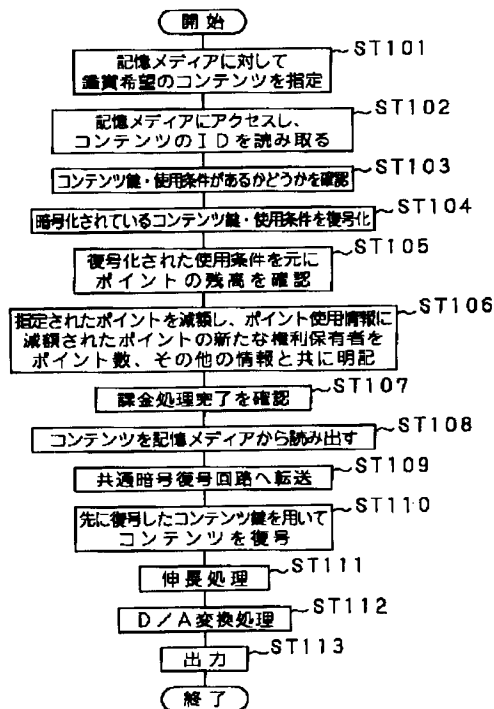 開始
記憶メディアに対して
鑑賞希望のコンテンツを指定
ST101
記憶メディアにアクセスし、
コンテンツのIDを読み取る
ST102
コンテンツ鍵・使用条件があるかどうかを確認
ST103
暗号化されているコンテンツ鍵・使用条件を復号化
ST104
復号化された使用条件を元に
ポイントの残高を確認
ST105
指定されたポイントを減額し、ポイント使用情報に
減額されたポイントの新たな権利保有者を
ポイント数、その他の情報と共に明記
ST106
課金処理完了を確認
ST107
コンテンツを記憶メディアから読み出す
ST108
共通暗号復号回路へ転送
ST109
先に復号したコンテンツ鍵を用いて
コンテンツを復号
ST110
伸長処理
ST111
D/A変換処理
ST112
出力
ST113
終了